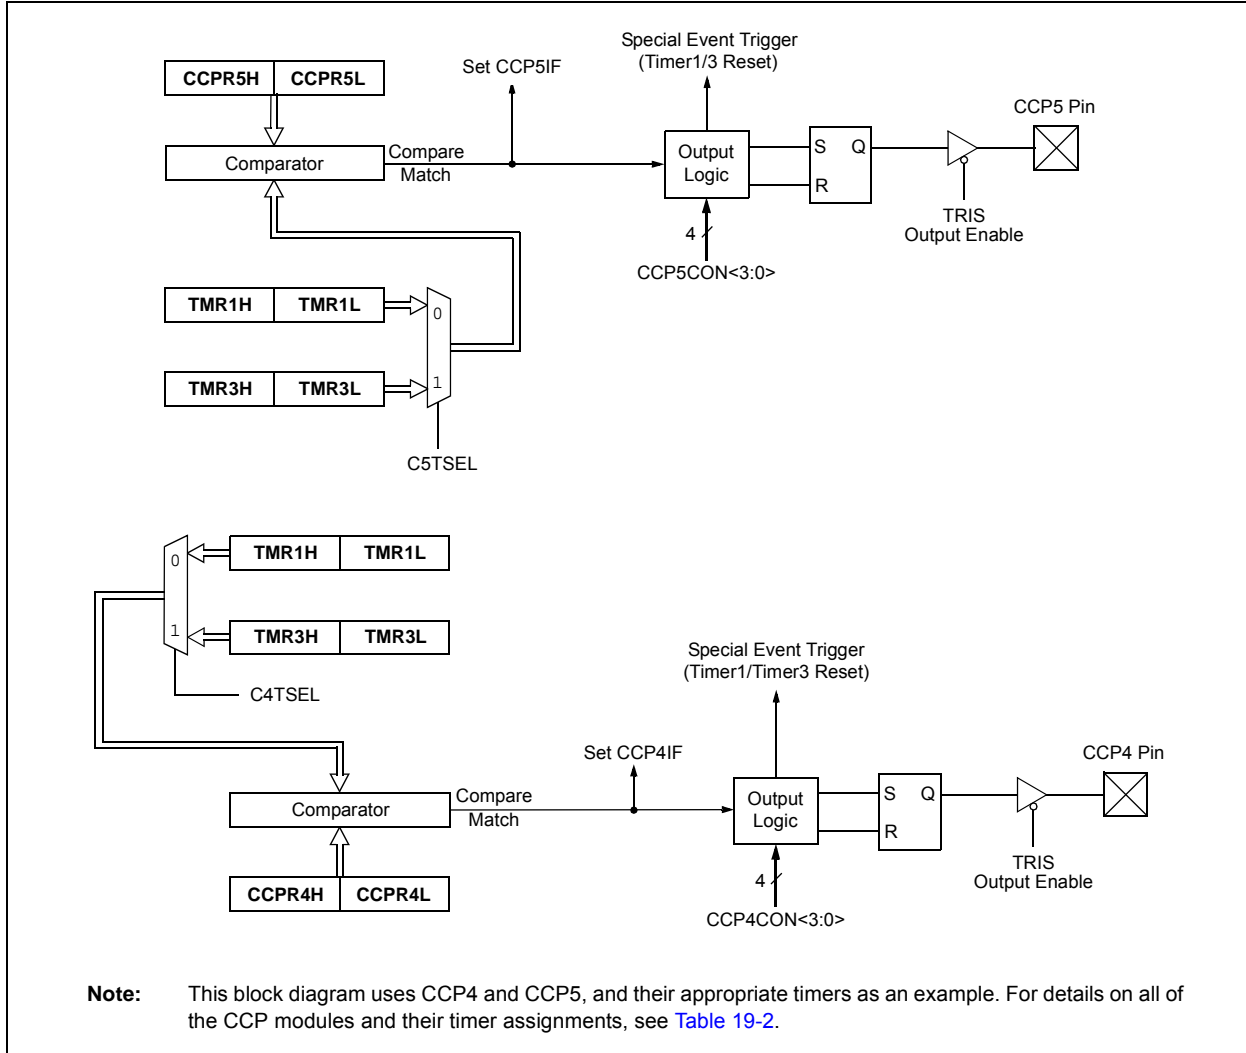 Special Event Trigger
(Timer1/3 Reset)
Set CCP5IF
CCPR5H CCPR5L
CCP5 Pin
Comparator
Compare
Match
Output
Logic
S Q
R
TRIS
Output Enable
4
CCP5CON<3:0>
TMR1H TMR1L
0
TMR3H TMR3L
1
C5TSEL
0
TMR1H TMR1L
1
TMR3H TMR3L
C4TSEL
Special Event Trigger
(Timer1/Timer3 Reset)
Set CCP4IF
CCP4 Pin
Comparator
Compare
Match
Output
Logic
S Q
R
TRIS
Output Enable
4
CCPR4H CCPR4L
CCP4CON<3:0>
Note: This block diagram uses CCP4 and CCP5, and their appropriate timers as an example. For details on all of
the CCP modules and their timer assignments, see Table 19-2.